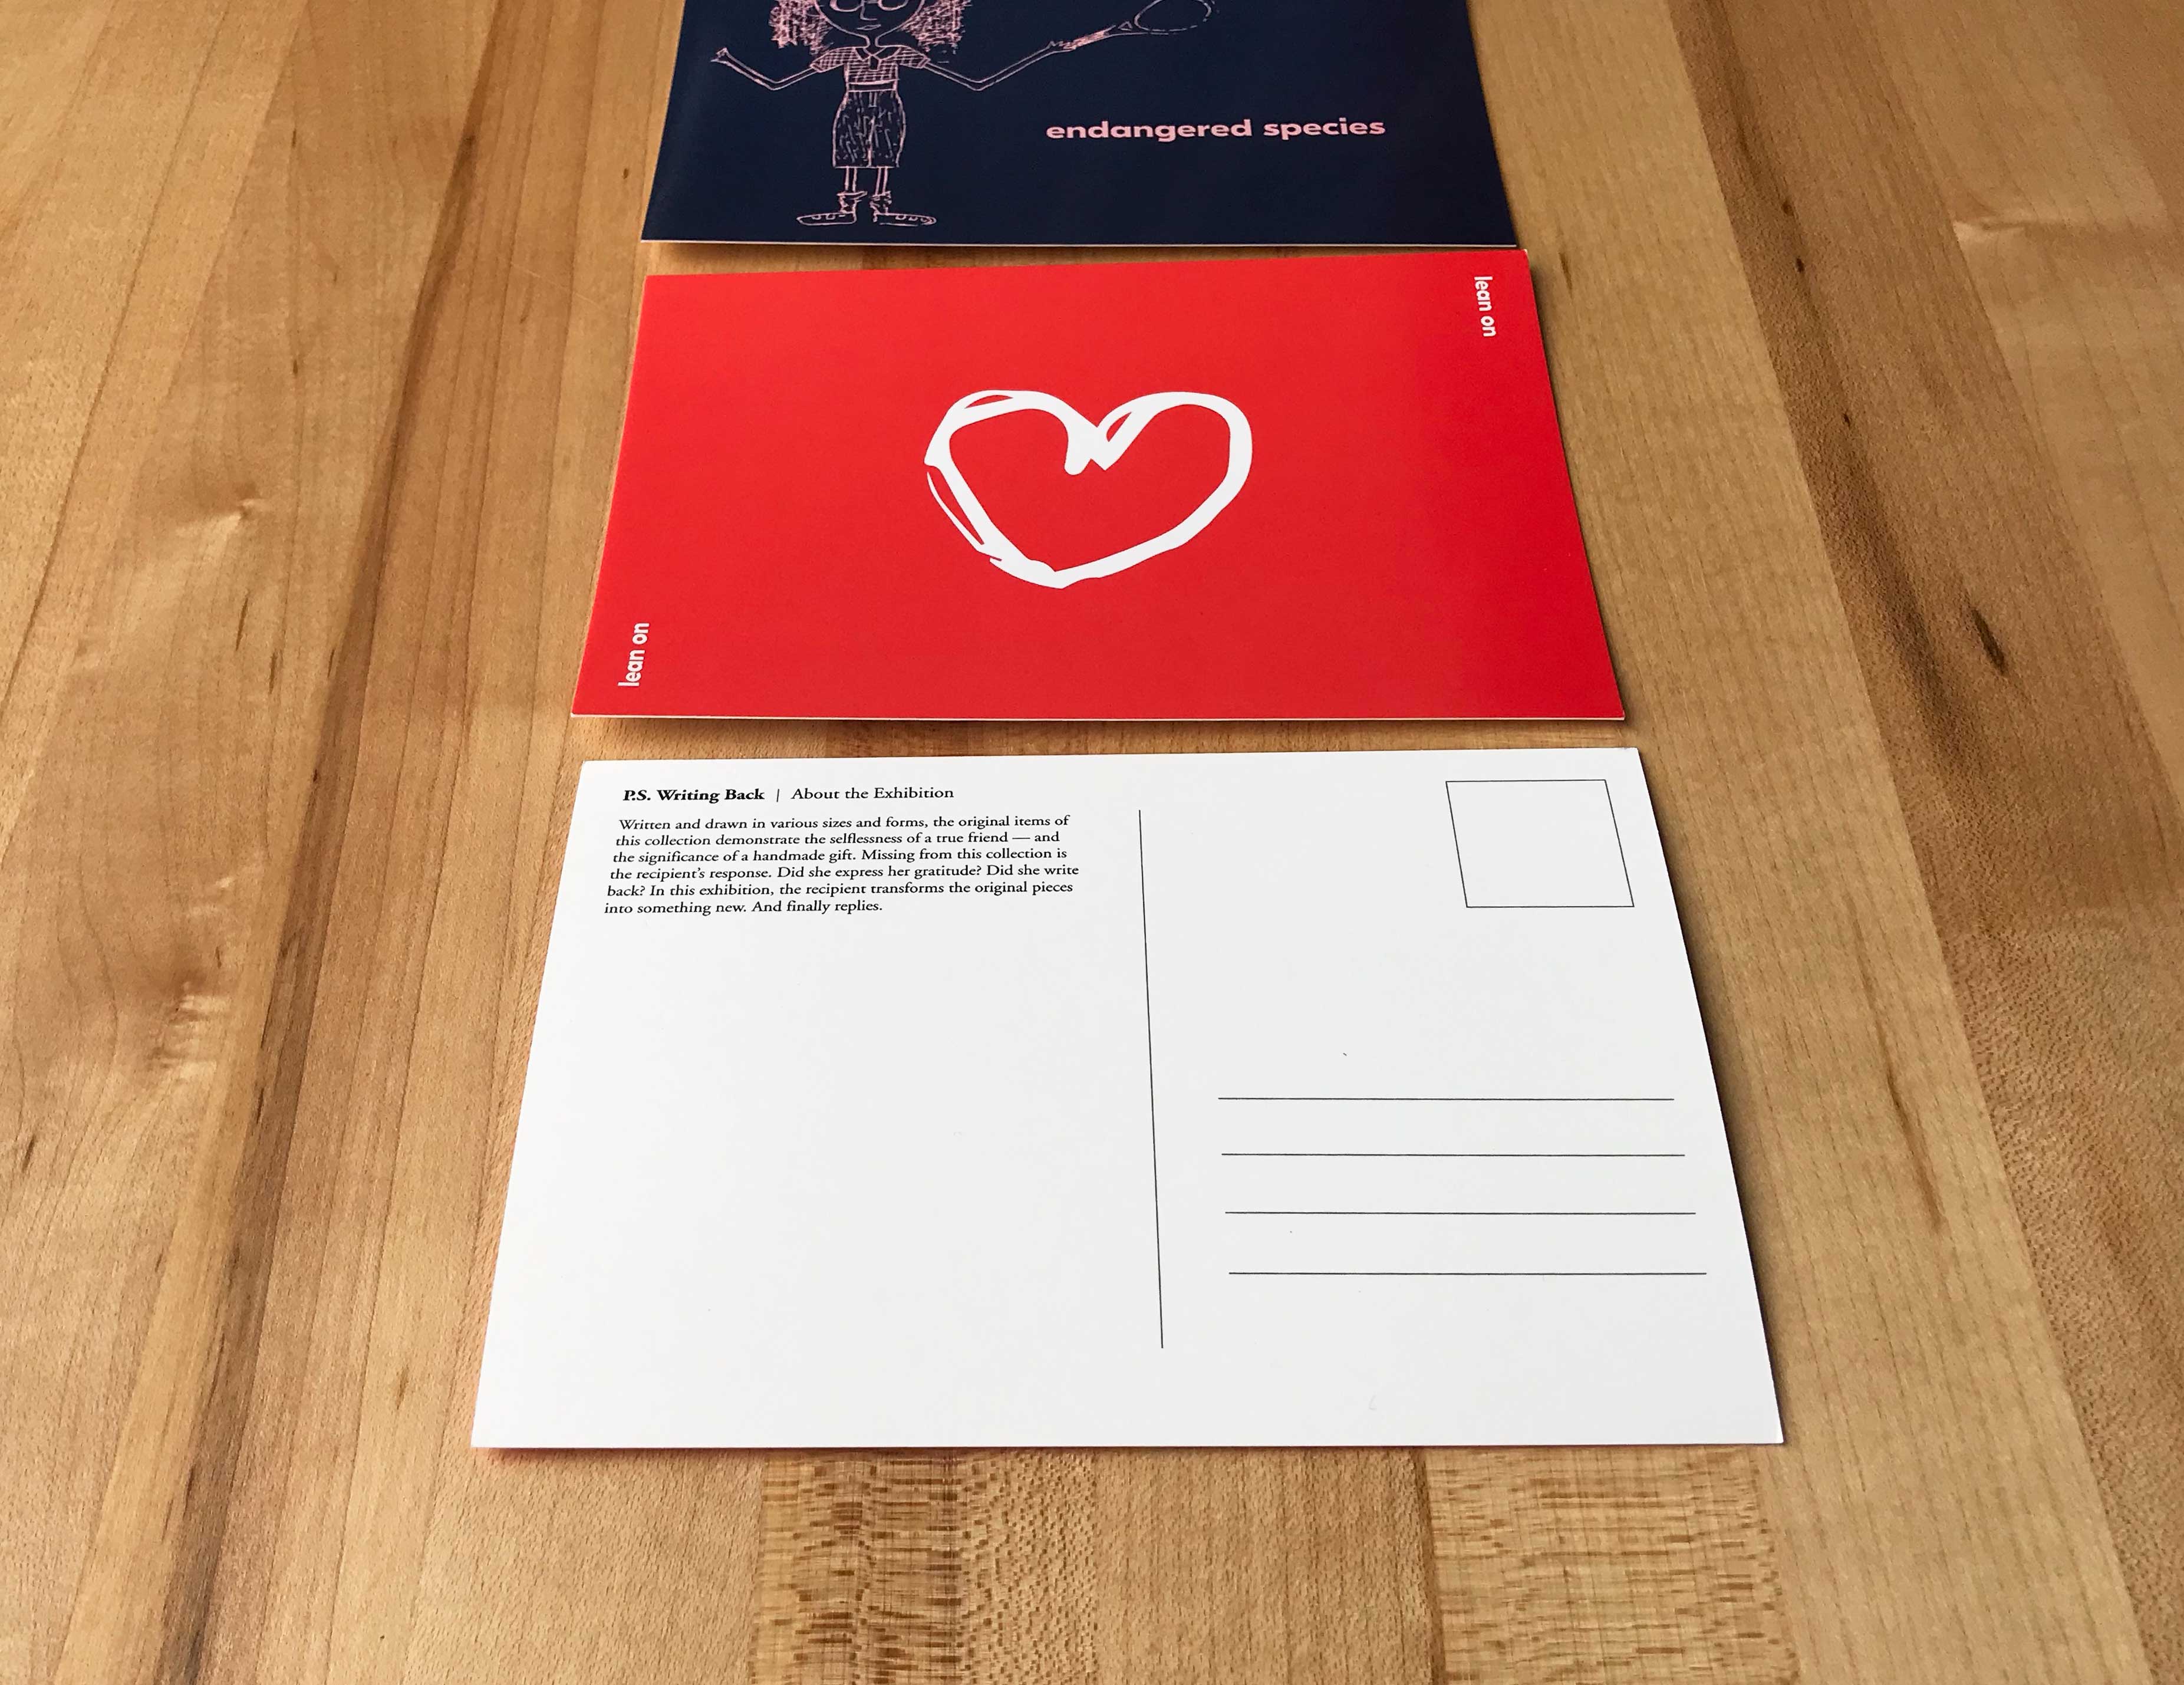 endangered species
lean on
lean on
P.S. Writing Back | About the Exhibition
Written and drawn in various sizes and forms, the original items of
this collection demonstrate the selflessness of a true friend — and
the significance of a handmade gift. Missing from this collection is
the recipient's response. Did she express her gratitude? Did she write
back? In this exhibition, the recipient transforms the original pieces
into something new. And finally replies.